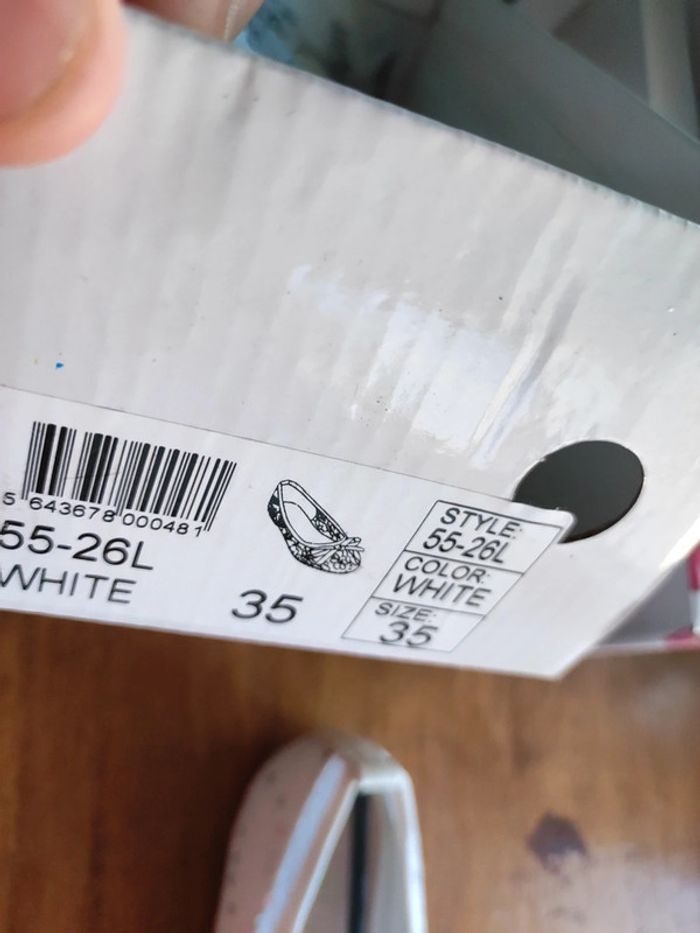 5 643678 000481
55-26L
WHITE
35
STYLE:
55-26L
COLOR:
WHITE
SIZE:
35